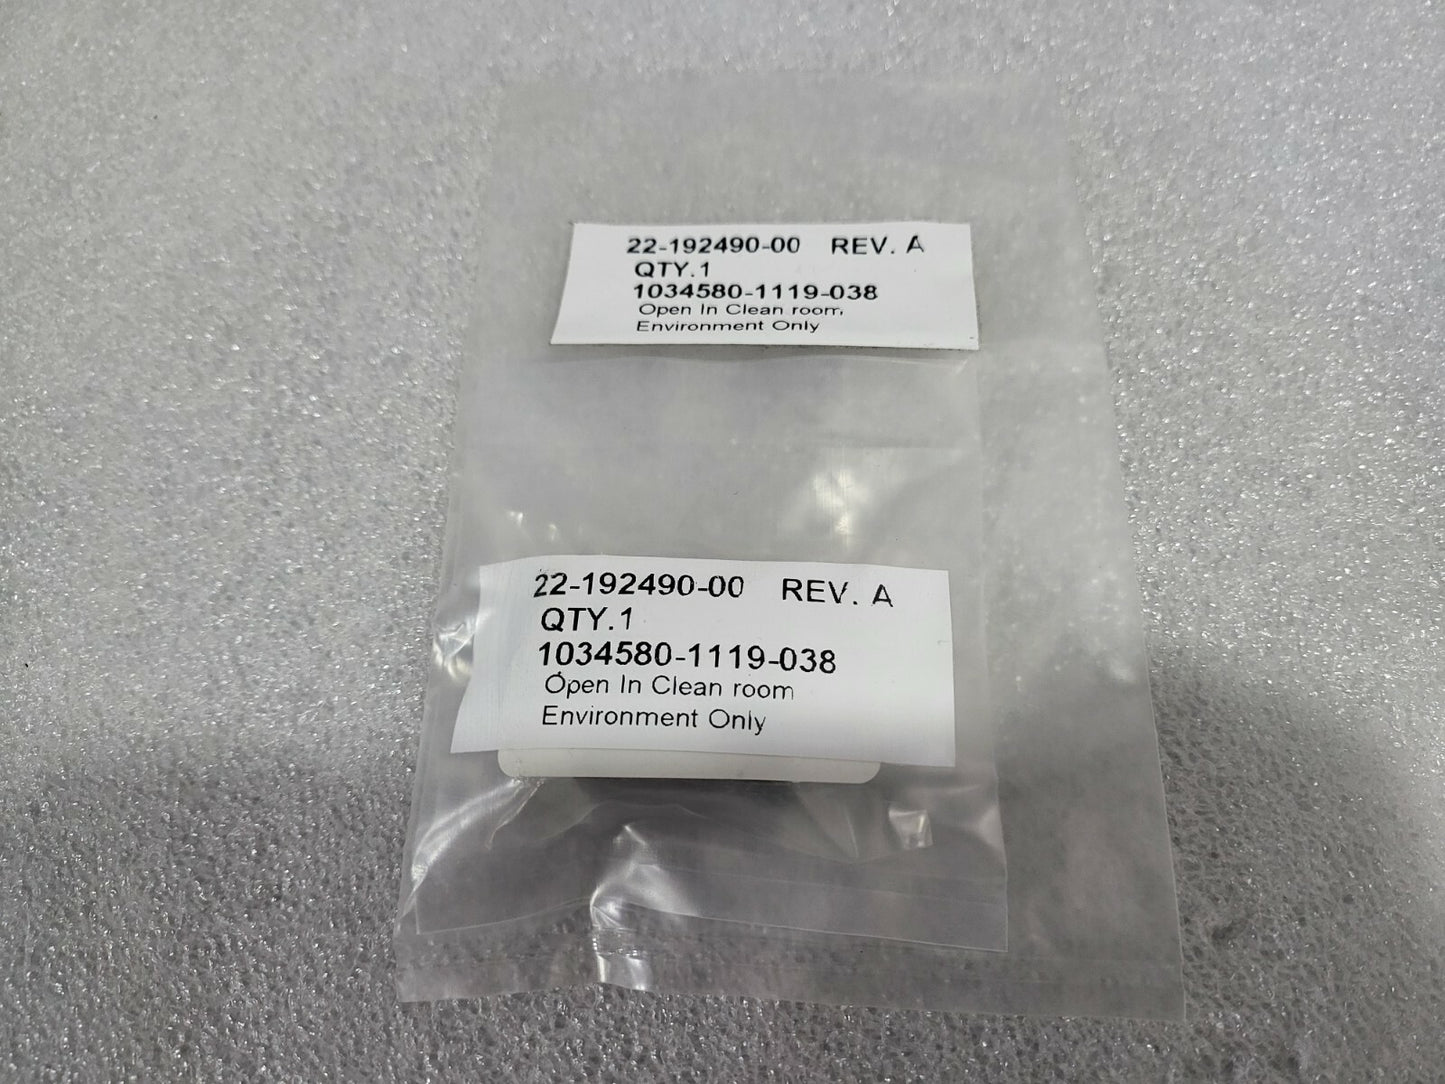 22-192490-00 REV. A
QTY.1
1034580-1119-038
Open In Clean room
Environment Only
22-192490-00 REV. A
QTY.1
1034580-1119-038
Open In Clean room
Environment Only